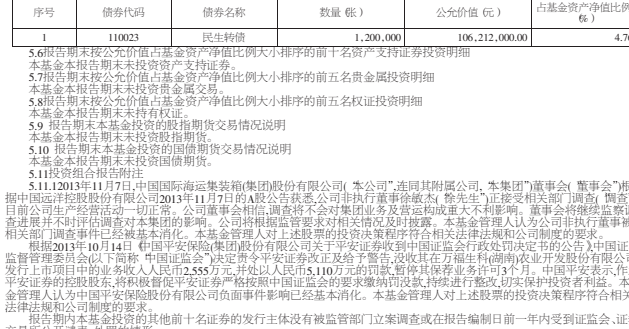 序号 债券代码 债券名称 数量（张） 公允价值（元） 占基金资产净值比例（%）
1 110023 民生转债 1,200,000 106,212,000.00 4.76
5.6报告期末按公允价值占基金资产净值比例大小排序的前十名资产支持证券投资明细
本基金本报告期末未投资资产支持证券。
5.7报告期末按公允价值占基金资产净值比例大小排序的前五名贵金属投资明细
本基金本报告期末未投资贵金属交易。
5.8报告期末按公允价值占基金资产净值比例大小排序的前五名权证投资明细
本基金本报告期末未持有权证。
5.9 报告期末本基金投资的股指期货交易情况说明
本基金本报告期末未投资股指期货。
5.10 报告期末本基金投资的国债期货交易情况说明
本基金本报告期末未投资国债期货。
5.11投资组合报告附注
5.11.12013年11月7日,中国国际海运集装箱(集团)股份有限公司(“本公司”,连同其附属公司,“本集团”)董事会(“董事会”)根
据中国远洋控股股份有限公司2013年11月7日的A股公告获悉,公司非执行董事徐敏杰(“徐先生”)正接受相关部门调查(“调查
目前公司生产经营活动一切正常。公司董事会相信,调查将不会对集团业务及营运构成重大不利影响。董事会将继续监察
查进展并不时评估调查对本集团的影响。公司将根据监管要求对相关情况及时披露。本基金管理人认为公司非执行董事被
相关部门调查事件已经被基本消化。本基金管理人对上述股票的投资决策程序符合相关法律法规和公司制度的要求。
根据2013年10月14日《中国平安保险(集团)股份有限公司关于平安证券收到中国证监会行政处罚决定书的公告》,中国证
监督管理委员会(以下简称“中国证监会”)决定责令平安证券改正及给予警告,没收其在万福生科(湖南)农业开发股份有限公司
发行上市项目中的业务收入人民币2,555万元,并处以人民币5,110万元的罚款,暂停其保荐业务许可3个月。中国平安表示,作
平安证券的控股股东,将积极督促平安证券严格按照中国证监会的要求缴纳罚没款,持续进行整改,切实保护投资者利益。本
金管理人认为中国平安保险股份有限公司负面事件影响已经基本消化。本基金管理人对上述股票的投资决策程序符合相关
法律法规和公司制度的要求。
报告期内本基金投资的其他前十名证券的发行主体没有被监管部门立案调查或在报告编制日前一年内受到证监会、证